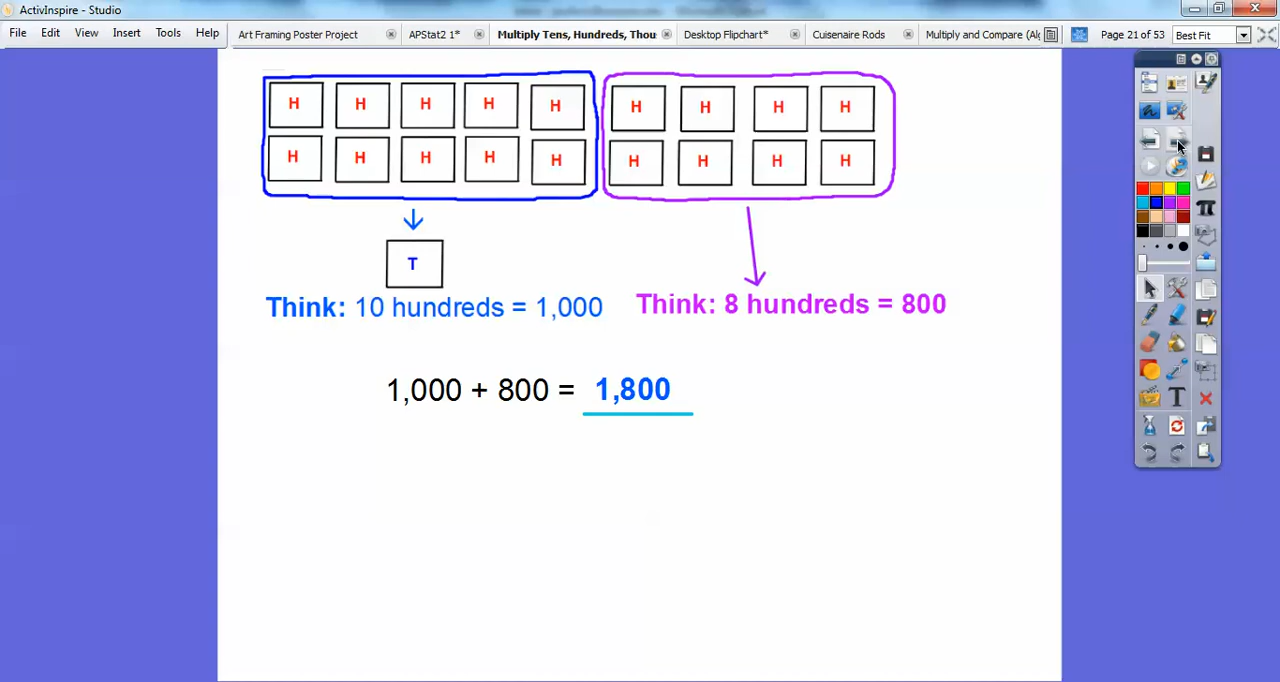 ActivInspire - Studio
File Edit View Insert Tools Help Art Framing Poster Project APStat2 1* Multiply Tens, Hundreds, Thou: Desktop Flipchart* Cuisenaire Rods Multiply and Compare (Alg Page 21 of 53 Best Fit
H H H H H H H H H
H H H H H H H H H
T
Think: 10 hundreds = 1,000 Think: 8 hundreds = 800
1,000 + 800 = 1,800
T